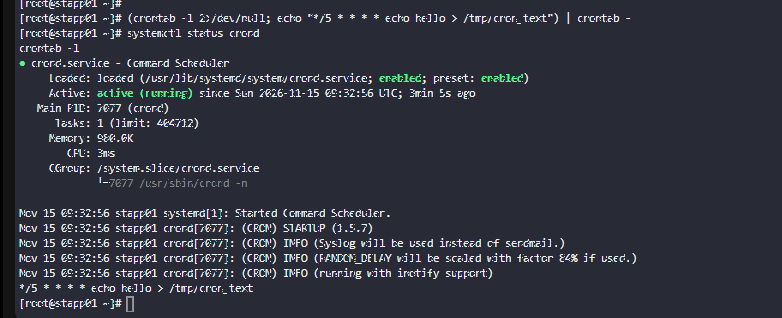 [root@stapp01 ~]#
[root@stapp01 ~]# (crontab -l 2>/dev/null; echo "*/5 * * * * echo hello > /tmp/cron_text") | crontab -
[root@stapp01 ~]# systemctl status crond
crontab -l
● crond.service - Command Scheduler
Loaded: loaded (/usr/lib/systemd/system/crond.service; enabled; preset: enabled)
Active: active (running) since Sun 2026-11-15 09:32:56 UTC; 3min 5s ago
Main PID: 7077 (crond)
Tasks: 1 (limit: 404712)
Memory: 980.0K
CPU: 3ms
CGroup: /system.slice/crond.service
└─7077 /usr/sbin/crond -n
Nov 15 09:32:56 stapp01 systemd[1]: Started Command Scheduler.
Nov 15 09:32:56 stapp01 crond[7077]: (CRON) STARTUP (1.5.7)
Nov 15 09:32:56 stapp01 crond[7077]: (CRON) INFO (Syslog will be used instead of sendmail.)
Nov 15 09:32:56 stapp01 crond[7077]: (CRON) INFO (RANDOM_DELAY will be scaled with factor 84% if used.)
Nov 15 09:32:56 stapp01 crond[7077]: (CRON) INFO (running with inotify support)
*/5 * * * * echo hello > /tmp/cron_text
[root@stapp01 ~]#